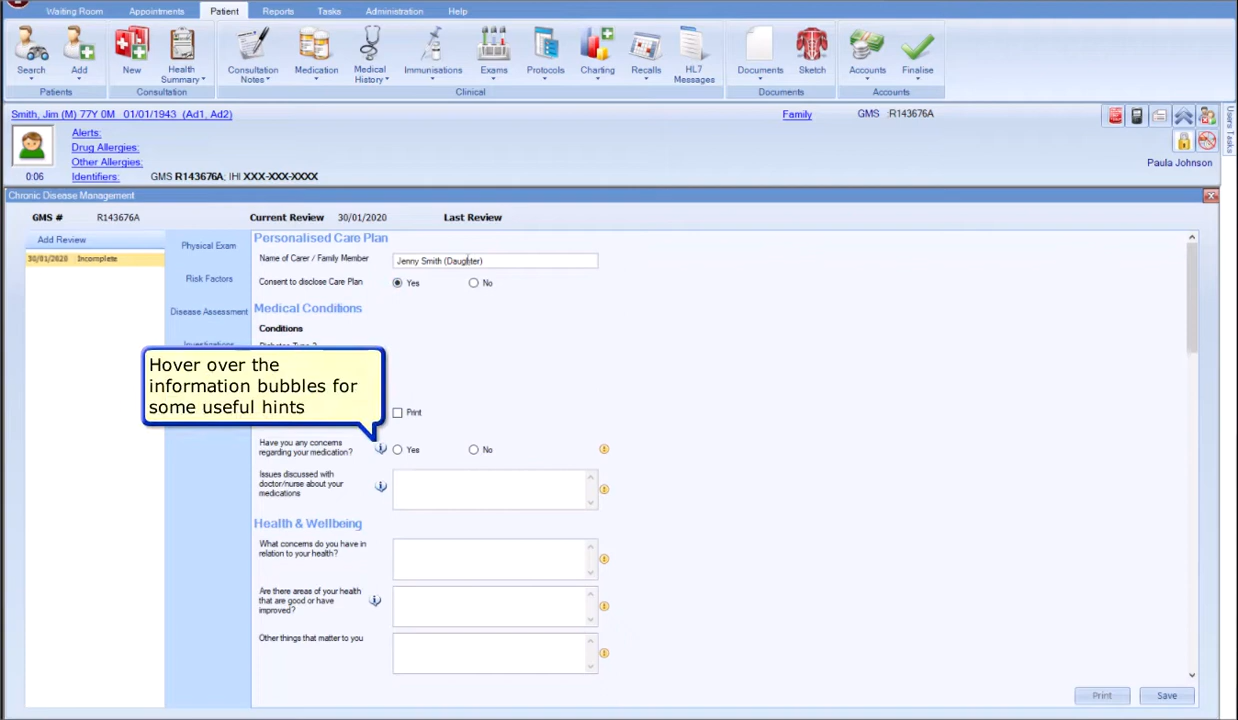 Waiting Room Appointments Patient Reports Tasks Administration Help
Search Add New Health Summary Consultation Notes Medication Medical History Immunisations Exams Protocols Charting Recalls HL7 Messages Documents Sketch Accounts Finalise
Patients Consultation Clinical Documents Accounts
Smith, Jim (M) 77Y 0M 01/01/1943 (Ad1, Ad2) Family GMS :R143676A
Users Tasks
Alerts:
Drug Allergies:
Other Allergies: Paula Johnson
0:06 Identifiers: GMS R143676A; IHI XXX-XXX-XXXX
Chronic Disease Management
GMS # R143676A Current Review 30/01/2020 Last Review
Add Review
30/01/2020 Incomplete
Physical Exam
Risk Factors
Disease Assessment
Investigations
Personalised Care Plan
Name of Carer / Family Member Jenny Smith (Daughter)
Consent to disclose Care Plan Yes No
Medical Conditions
Conditions
Hover over the
information bubbles for
some useful hints
Print
Have you any concerns
regarding your medication? Yes No
Issues discussed with
doctor/nurse about your
medications
Health & Wellbeing
What concerns do you have in
relation to your health?
Are there areas of your health
that are good or have
improved?
Other things that matter to you
Print Save